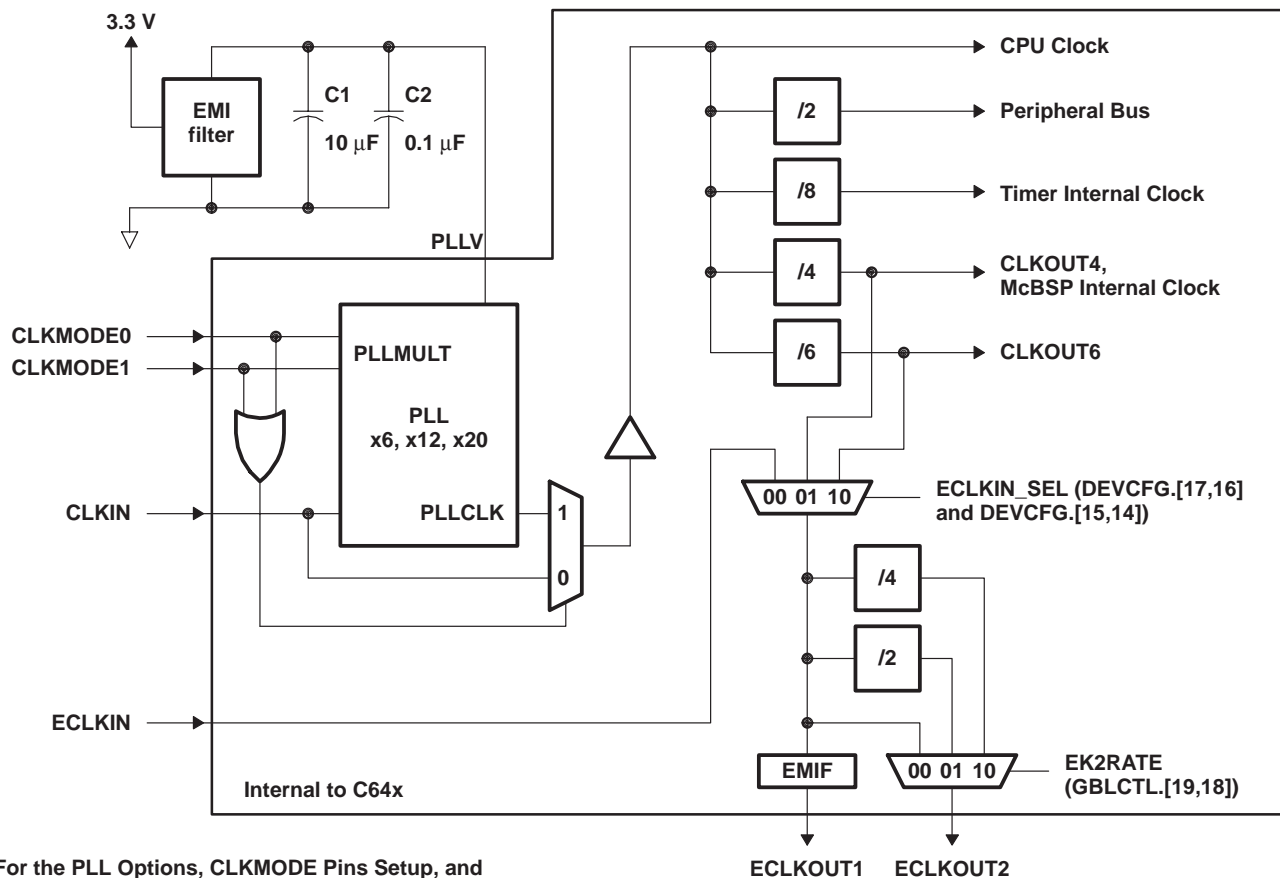 3.3 V
CPU Clock
EMI
filter
C1
10 μF
C2
0.1 μF
/2
Peripheral Bus
/8
Timer Internal Clock
PLLV
/4
CLKOUT4,
McBSP Internal Clock
/6
CLKOUT6
CLKMODE0
CLKMODE1
PLLMULT
PLL
x6, x12, x20
CLKIN
PLLCLK
1
0
00 01 10
ECLKIN_SEL (DEVCFG.[17,16]
and DEVCFG.[15,14])
/4
/2
ECLKIN
EMIF
00 01 10
EK2RATE
(GBLCTL.[19,18])
Internal to C64x
ECLKOUT1
ECLKOUT2
For the PLL Options, CLKMODE Pins Setup, and